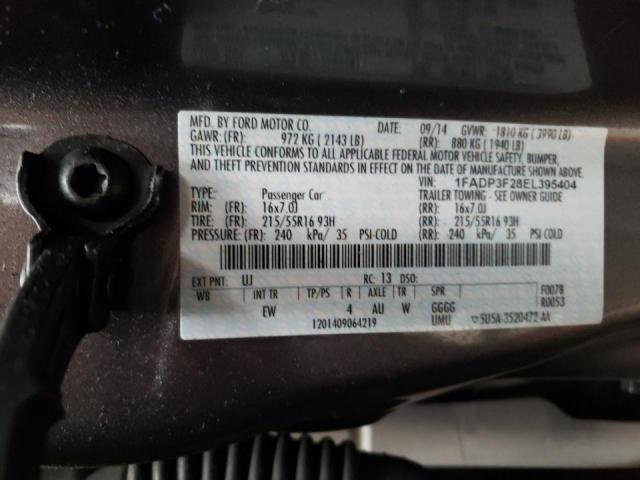 MFD. BY FORD MOTOR CO. DATE: 09/14 GVWR: 1810 KG ( 3990 LB)
GAWR: (FR): 972 KG ( 2143 LB) (RR): 880 KG ( 1940 LB)
THIS VEHICLE CONFORMS TO ALL APPLICABLE FEDERAL MOTOR VEHICLE SAFETY, BUMPER,
AND THEFT PREVENTION STANDARDS IN EFFECT ON THE DATE OF MANUFACTURE SHOWN ABOVE.
VIN: 1FADP3F28EL395404
TYPE: Passenger Car TRAILER TOWING - SEE OWNER GUIDE
RIM: (FR): 16x7.0J (RR): 16x7.0J
TIRE: (FR): 215/55R16 93H (RR): 215/55R16 93H
PRESSURE: (FR): 240 kPa/ 35 PSI-COLD (RR): 240 kPa/ 35 PSI COLD
EXT PNT: UJ RC: 13 DSO: F0078
WB INT TR TP/PS R AXLE TR SPR R0053
EW 4 AU W GGGG
1201409064219 UMU 5U5A-3520472-AA